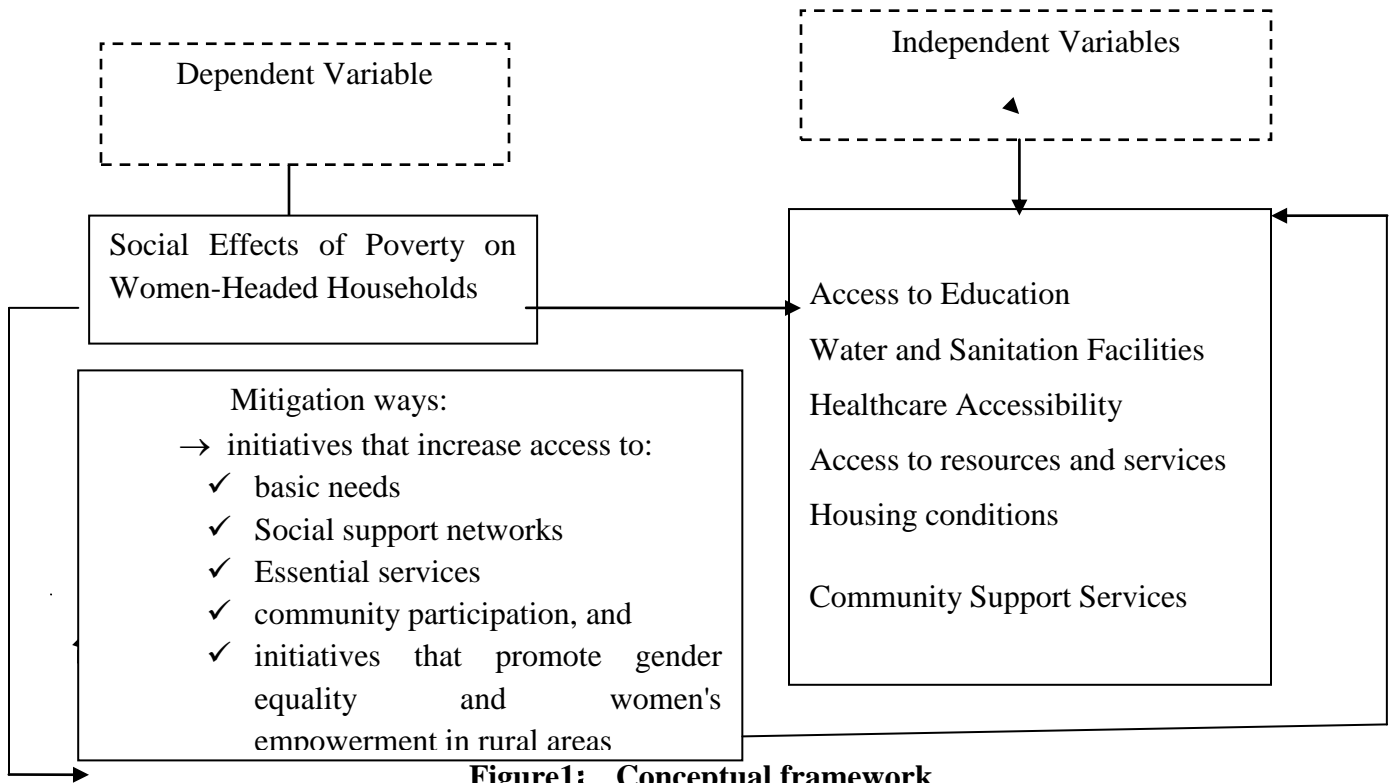 Dependent Variable
Independent Variables
Social Effects of Poverty on
Women-Headed Households
Access to Education
Water and Sanitation Facilities
Healthcare Accessibility
Access to resources and services
Housing conditions
Community Support Services
Mitigation ways:
→ initiatives that increase access to:
✓ basic needs
✓ Social support networks
✓ Essential services
✓ community participation, and
✓ initiatives that promote gender
equality and women's
empowerment in rural areas
Figure1: Conceptual framework